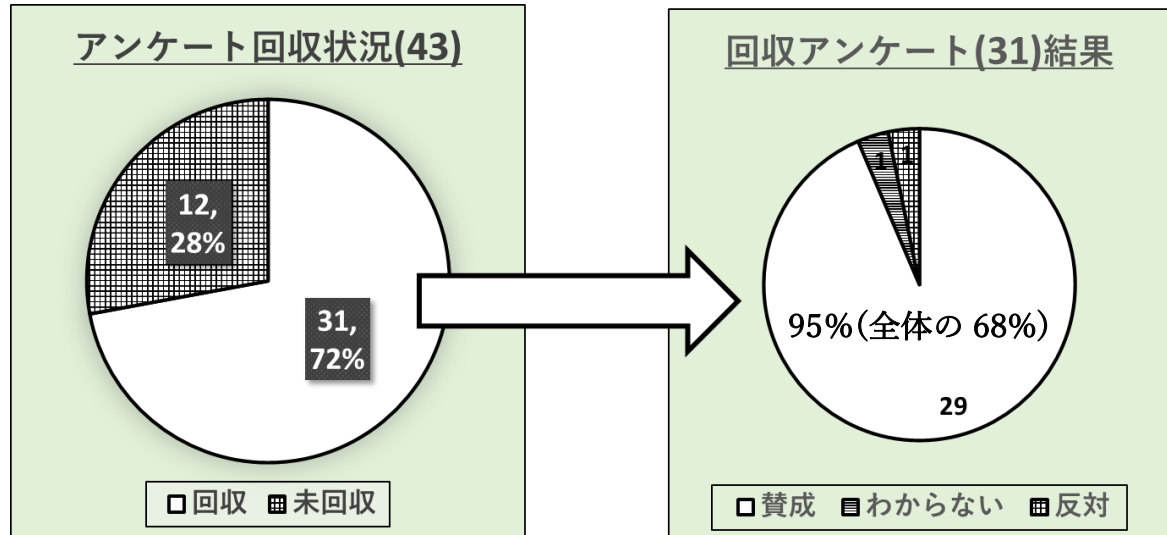 アンケート回収状況(43)
12,
28%
31,
72%
□回収 ▦未回収
回収アンケート(31)結果
1 1
95%(全体の 68%)
29
□賛成 ▤わからない ▦反対